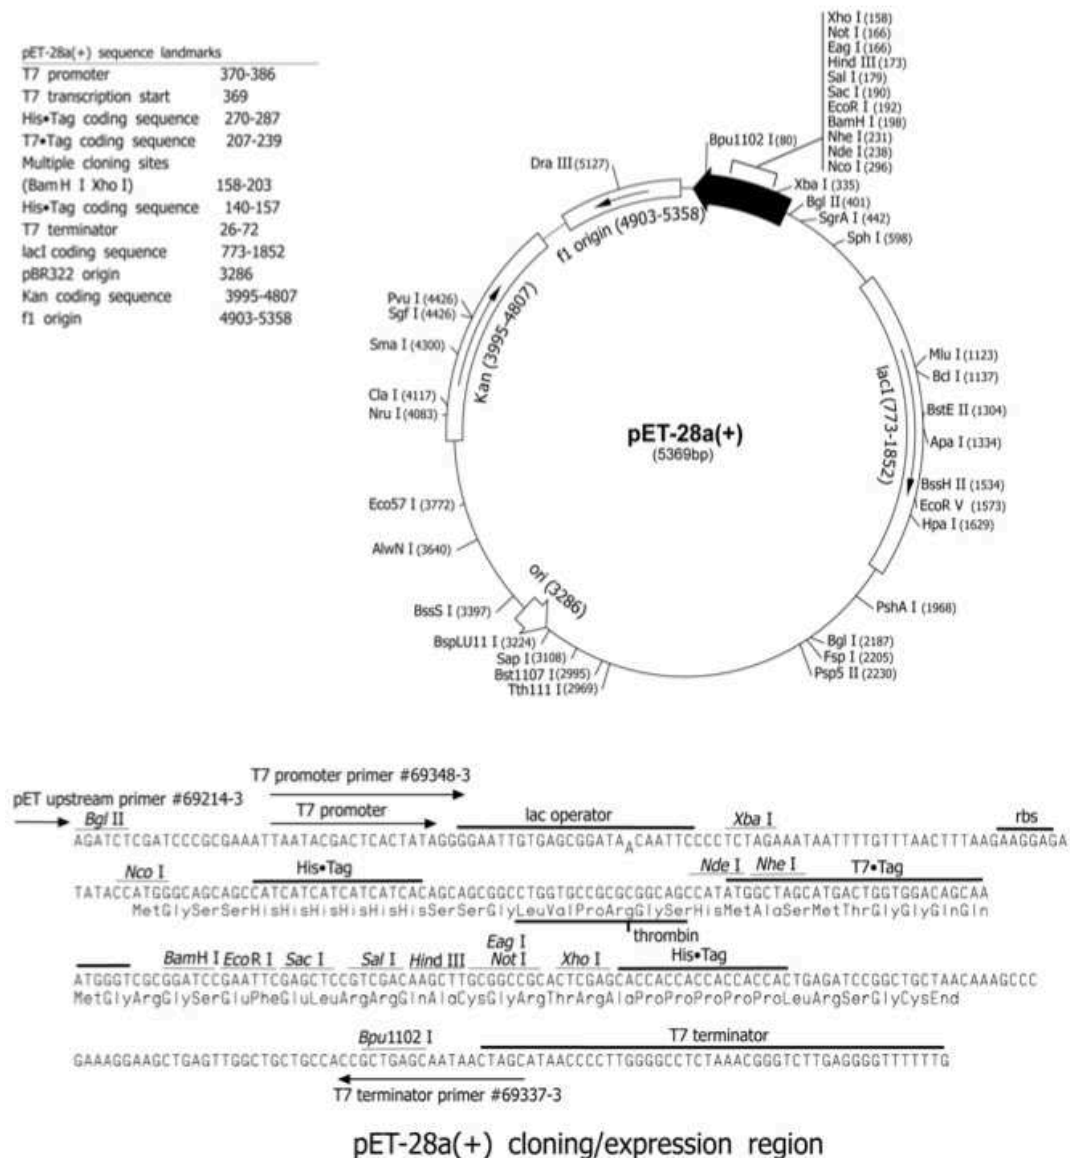 pET-28a(+) sequence landmarks
T7 promoter 370-386
T7 transcription start 369
His•Tag coding sequence 270-287
T7•Tag coding sequence 207-239
Multiple cloning sites
(BamH I Xho I) 158-203
His•Tag coding sequence 140-157
T7 terminator 26-72
lacI coding sequence 773-1852
pBR322 origin 3286
Kan coding sequence 3995-4807
f1 origin 4903-5358
Xho I (158)
Not I (166)
Eag I (166)
Hind III (173)
Sal I (179)
Sac I (190)
EcoR I (192)
BamH I (198)
Nhe I (231)
Nde I (238)
Nco I (296)
Bpu1102 I (80)
Dra III (5127)
Xba I (335)
Bgl II (401)
SgrA I (442)
Sph I (598)
f1 origin (4903-5358)
Pvu I (4426)
Sgf I (4426)
Sma I (4300)
Kan (3995-4807)
Cla I (4117)
Nru I (4083)
lacI (773-1852)
Mlu I (1123)
Bcl I (1137)
BstE II (1304)
Apa I (1334)
BssH II (1534)
EcoR V (1573)
Hpa I (1629)
pET-28a(+)
(5369bp)
Eco57 I (3772)
AlwN I (3640)
ori (3286)
BssS I (3397)
BspLU11 I (3224)
Sap I (3108)
Bst1107 I (2995)
Tth111 I (2969)
PshA I (1968)
Bgl I (2187)
Fsp I (2205)
Psp5 II (2230)
T7 promoter primer #69348-3
pET upstream primer #69214-3
Bgl II T7 promoter lac operator Xba I rbs
AGATCTCGATCCCGCGAAATTAATACGACTCACTATAGGGGAATTGTGAGCGGATAACAATTCCCCTCTAGAAATAATTTTGTTTAACTTTAAGAAGGAGA
Nco I His•Tag Nde I Nhe I T7•Tag
TATACCATGGGCAGCAGCCATCATCATCATCATCACAGCAGCGGCCTGGTGCCGCGCGGCAGCCATATGGCTAGCATGACTGGTGGACAGCAA
MetGlySerSerHisHisHisHisHisHisSerSerGlyLeuValProArgGlySerHisMetAlaSerMetThrGlyGlyGlnGln
thrombin
BamH I EcoR I Sac I Sal I Hind III Eag I Not I Xho I His•Tag
ATGGGTCGCGGATCCGAATTCGAGCTCCGTCGACAAGCTTGCGGCCGCACTCGAGCACCACCACCACCACCACTGAGATCCGGCTGCTAACAAAGCCC
MetGlyArgGlySerGluPheGluLeuArgArgGlnAlaCysGlyArgThrArgAlaProProProProProLeuArgSerGlyCysEnd
Bpu1102 I T7 terminator
GAAAGGAAGCTGAGTTGGCTGCTGCCACCGCTGAGCAATAACTAGCATAACCCCTTGGGGCCTCTAAACGGGTCTTGAGGGGTTTTTTG
T7 terminator primer #69337-3
pET-28a(+) cloning/expression region